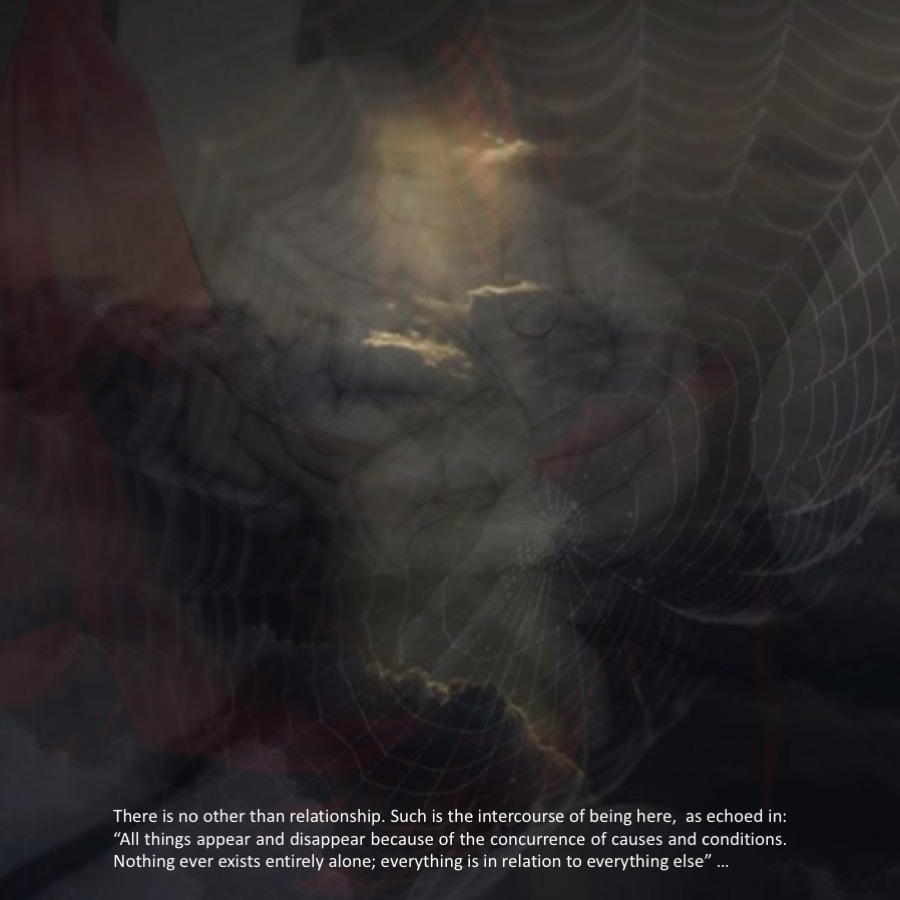 There is no other than relationship. Such is the intercourse of being here,  as echoed in:
“All things appear and disappear because of the concurrence of causes and conditions.
Nothing ever exists entirely alone; everything is in relation to everything else” ...